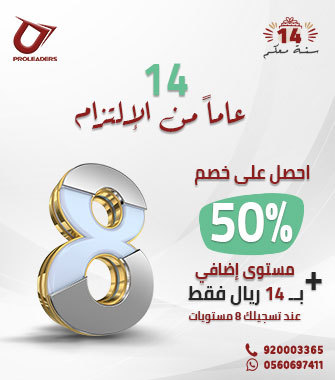 PROLEADERS
14
سنة معكم
14
عاماً من الإلتزام
احصل على خصم
50%
+ مستوى إضافي
بــ 14 ريال فقط
عند تسجيلك 8 مستويات
8
920003365
0560697411